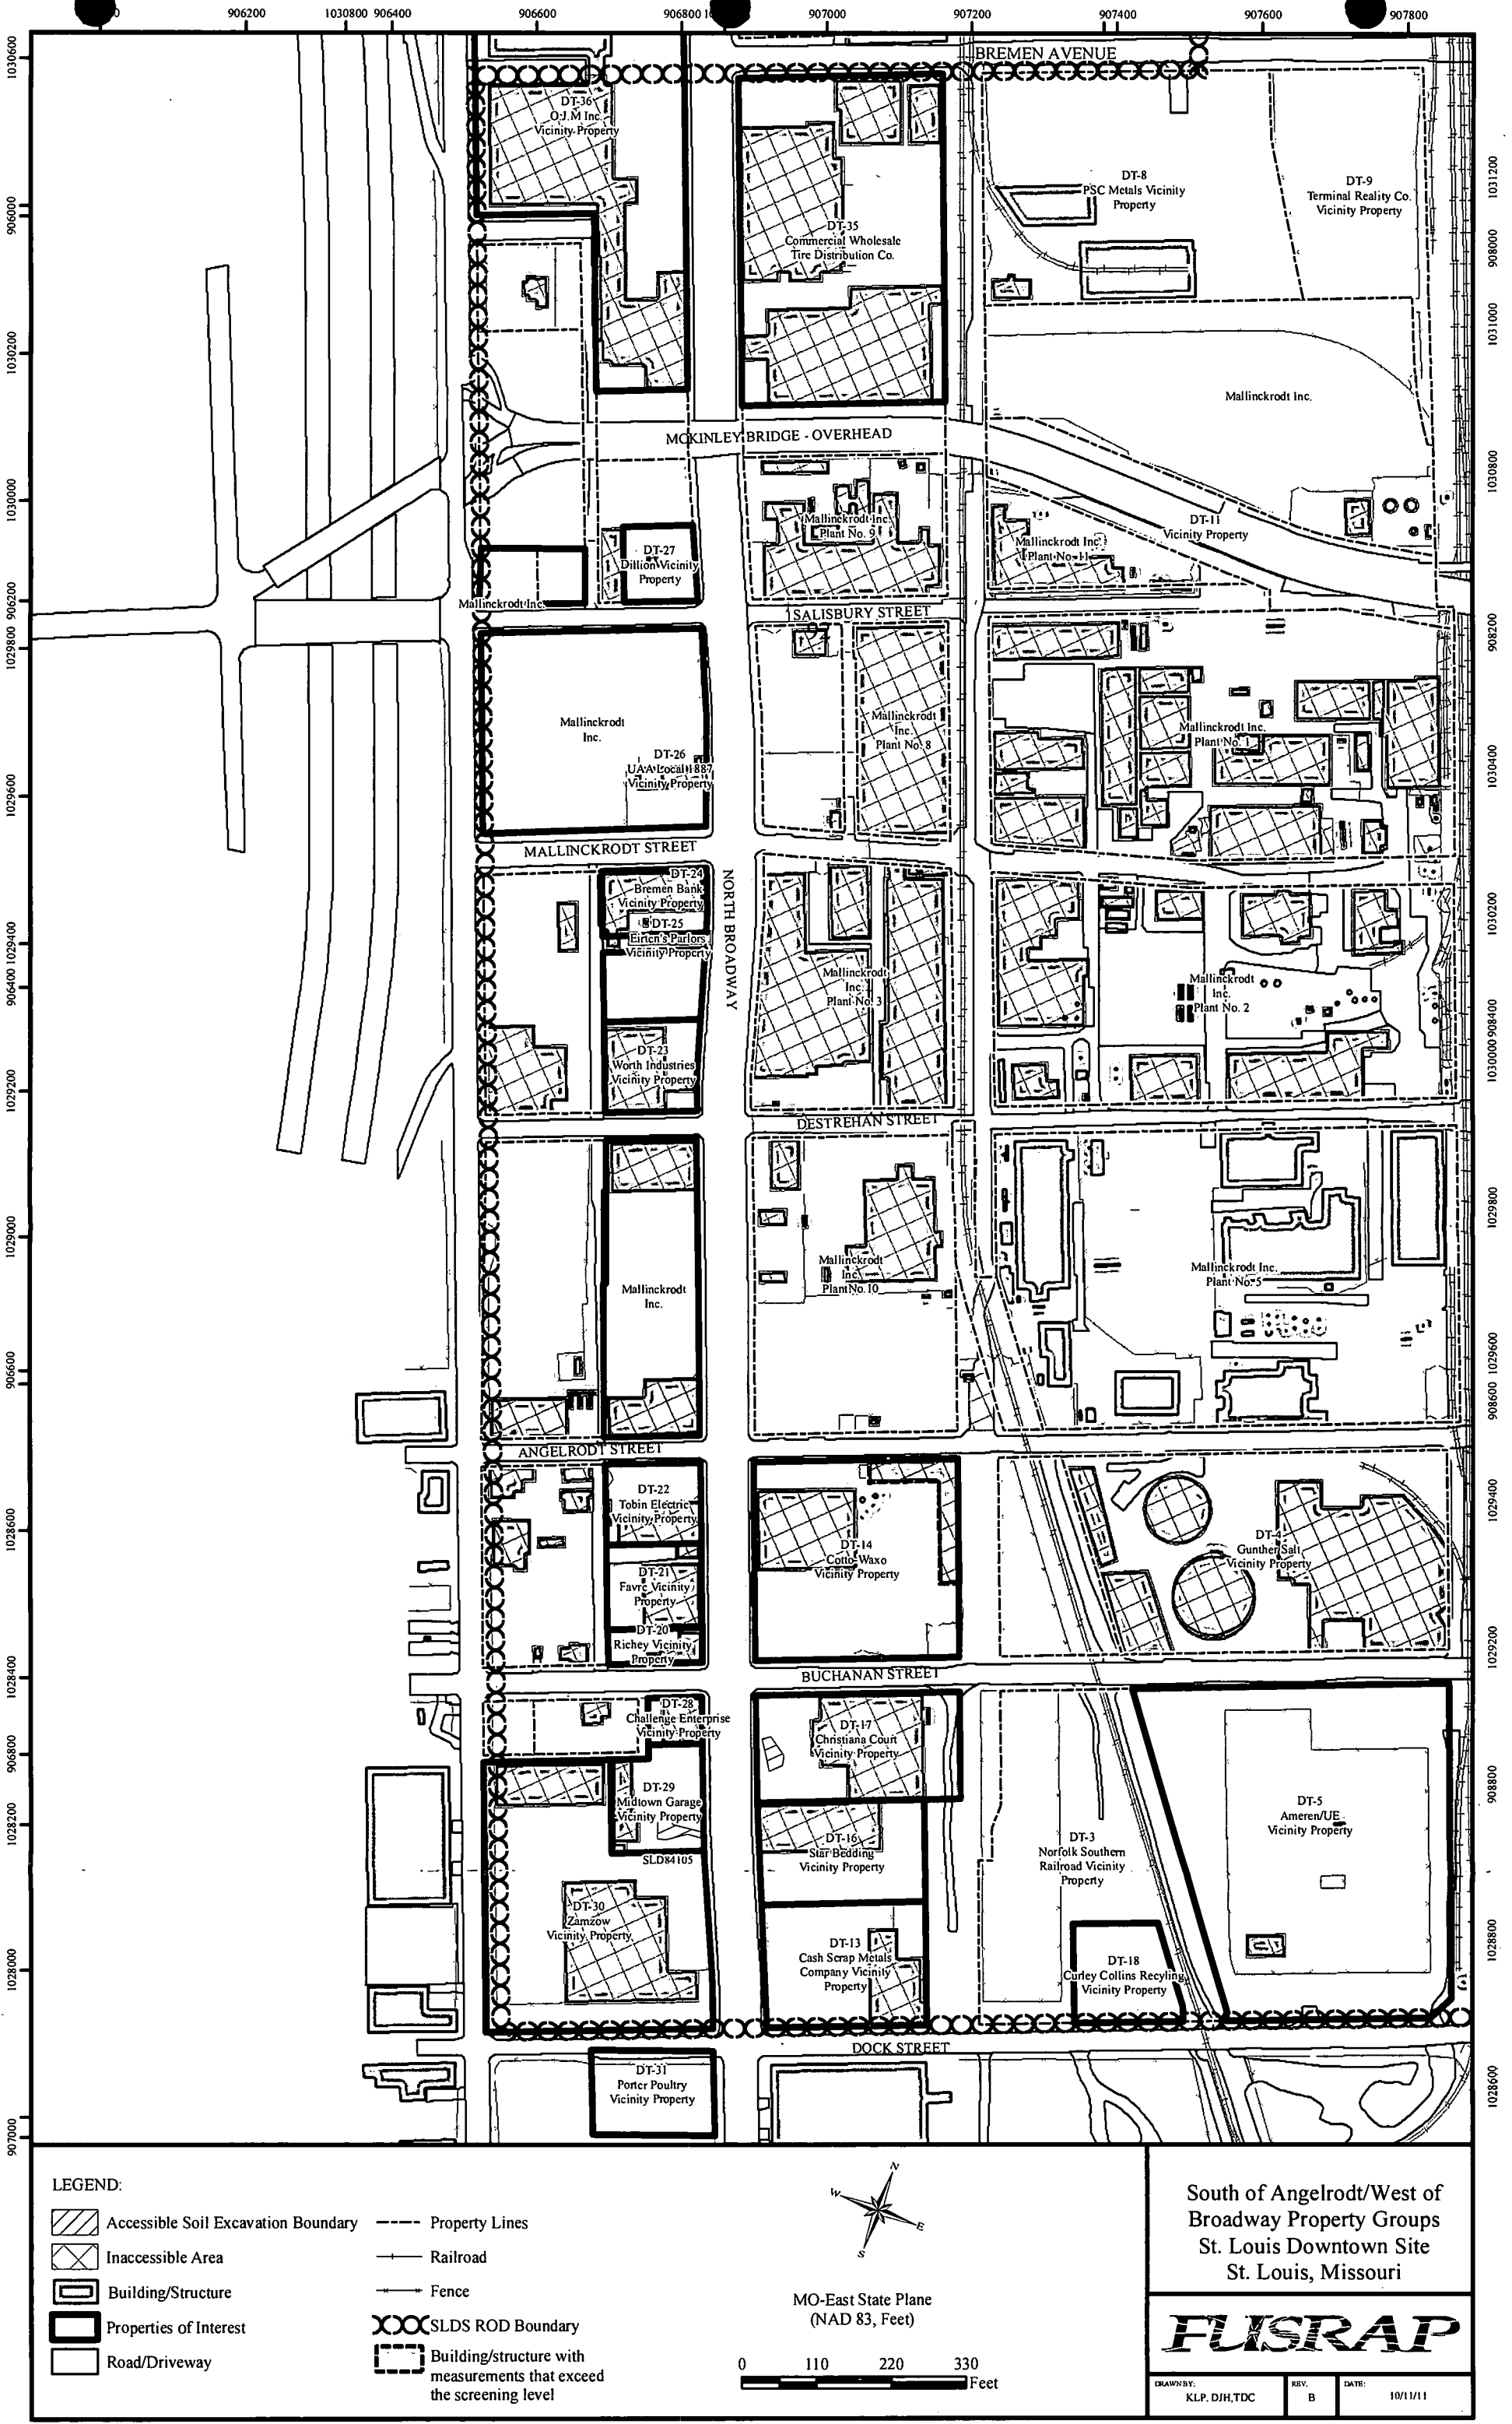 906200
1030800
906400
906600
906800
907000
907200
907400
907600
907800
1030600
906000
1030200
1030000
906200
1029800
1029600
1029400
906400
1029200
1029000
906600
1028600
1028400
906800
1028200
1028000
907000
1031200
908000
1031000
1030800
908200
1030400
1030200
908400
1030000
1029800
1029600
908600
1029400
1029200
908800
1028800
1028600
BREMEN AVENUE
DT-36
O.J.M Inc.
Vicinity Property
DT-35
Commercial Wholesale
Tire Distribution Co.
DT-8
PSC Metals Vicinity
Property
DT-9
Terminal Reality Co.
Vicinity Property
Mallinckrodt Inc.
MCKINLEY BRIDGE - OVERHEAD
Mallinckrodt Inc.
Plant No. 9
Mallinckrodt Inc.
Plant No. 11
DT-11
Vicinity Property
DT-27
Dillion Vicinity
Property
Mallinckrodt Inc.
SALISBURY STREET
Mallinckrodt
Inc.
DT-26
UAA Local 1887
Vicinity Property
Mallinckrodt
Inc.
Plant No. 8
Mallinckrodt Inc.
Plant No. 1
MALLINCKRODT STREET
NORTH BROADWAY
DT-24
Bremen Bank
Vicinity Property
DT-25
Eirten's Parlors
Vicinity Property
Mallinckrodt
Inc.
Plant No. 3
Mallinckrodt
Inc.
Plant No. 2
DT-23
Worth Industries
Vicinity Property
DESTREHAN STREET
Mallinckrodt
Inc.
Mallinckrodt
Inc.
Plant No. 10
Mallinckrodt Inc.
Plant No. 5
ANGELRODT STREET
DT-22
Tobin Electric
Vicinity Property
DT-21
Favre Vicinity
Property
DT-20
Richey Vicinity
Property
DT-14
Cotto-Waxo
Vicinity Property
DT-4
Gunther Salt
Vicinity Property
BUCHANAN STREET
DT-28
Challenge Enterprise
Vicinity Property
DT-17
Christiana Court
Vicinity Property
DT-29
Midtown Garage
Vicinity Property
SLD84105
DT-16
Star Bedding
Vicinity Property
DT-3
Norfolk Southern
Railroad Vicinity
Property
DT-5
Ameren/UE
Vicinity Property
DT-30
Zamzow
Vicinity Property
DT-13
Cash Scrap Metals
Company Vicinity
Property
DT-18
Curley Collins Recyling
Vicinity Property
DOCK STREET
DT-31
Porter Poultry
Vicinity Property
LEGEND:
Accessible Soil Excavation Boundary
Inaccessible Area
Building/Structure
Properties of Interest
Road/Driveway
Property Lines
Railroad
Fence
SLDS ROD Boundary
Building/structure with
measurements that exceed
the screening level
N
W
E
S
MO-East State Plane
(NAD 83, Feet)
0 110 220 330
Feet
South of Angelrodt/West of
Broadway Property Groups
St. Louis Downtown Site
St. Louis, Missouri
FUSRAP
DRAWN BY:
KLP, DJH,TDC
REV.
B
DATE:
10/11/11